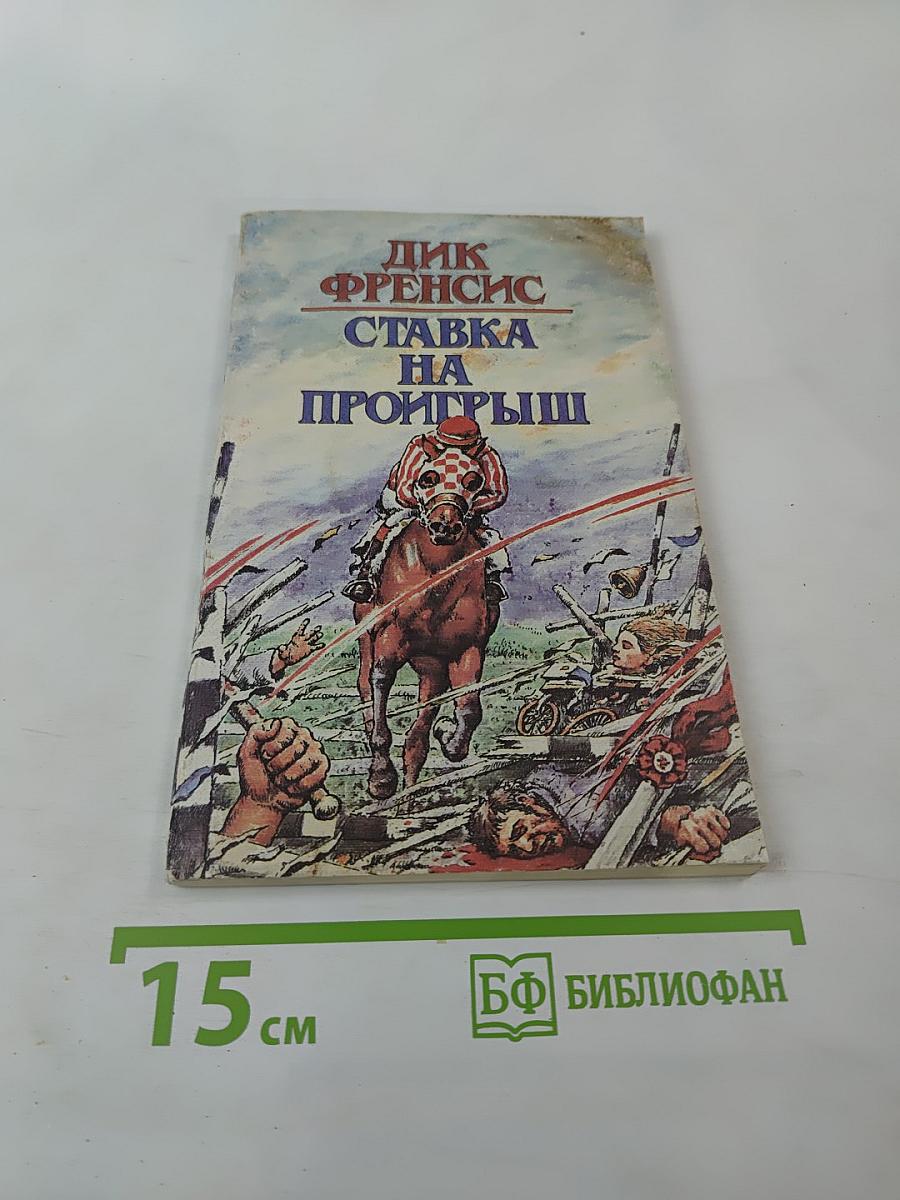 ДИК
ФРЕНСИС
СТАВКА
НА
ПРОИГРЫШ
15 см
БФ БИБЛИОФАН